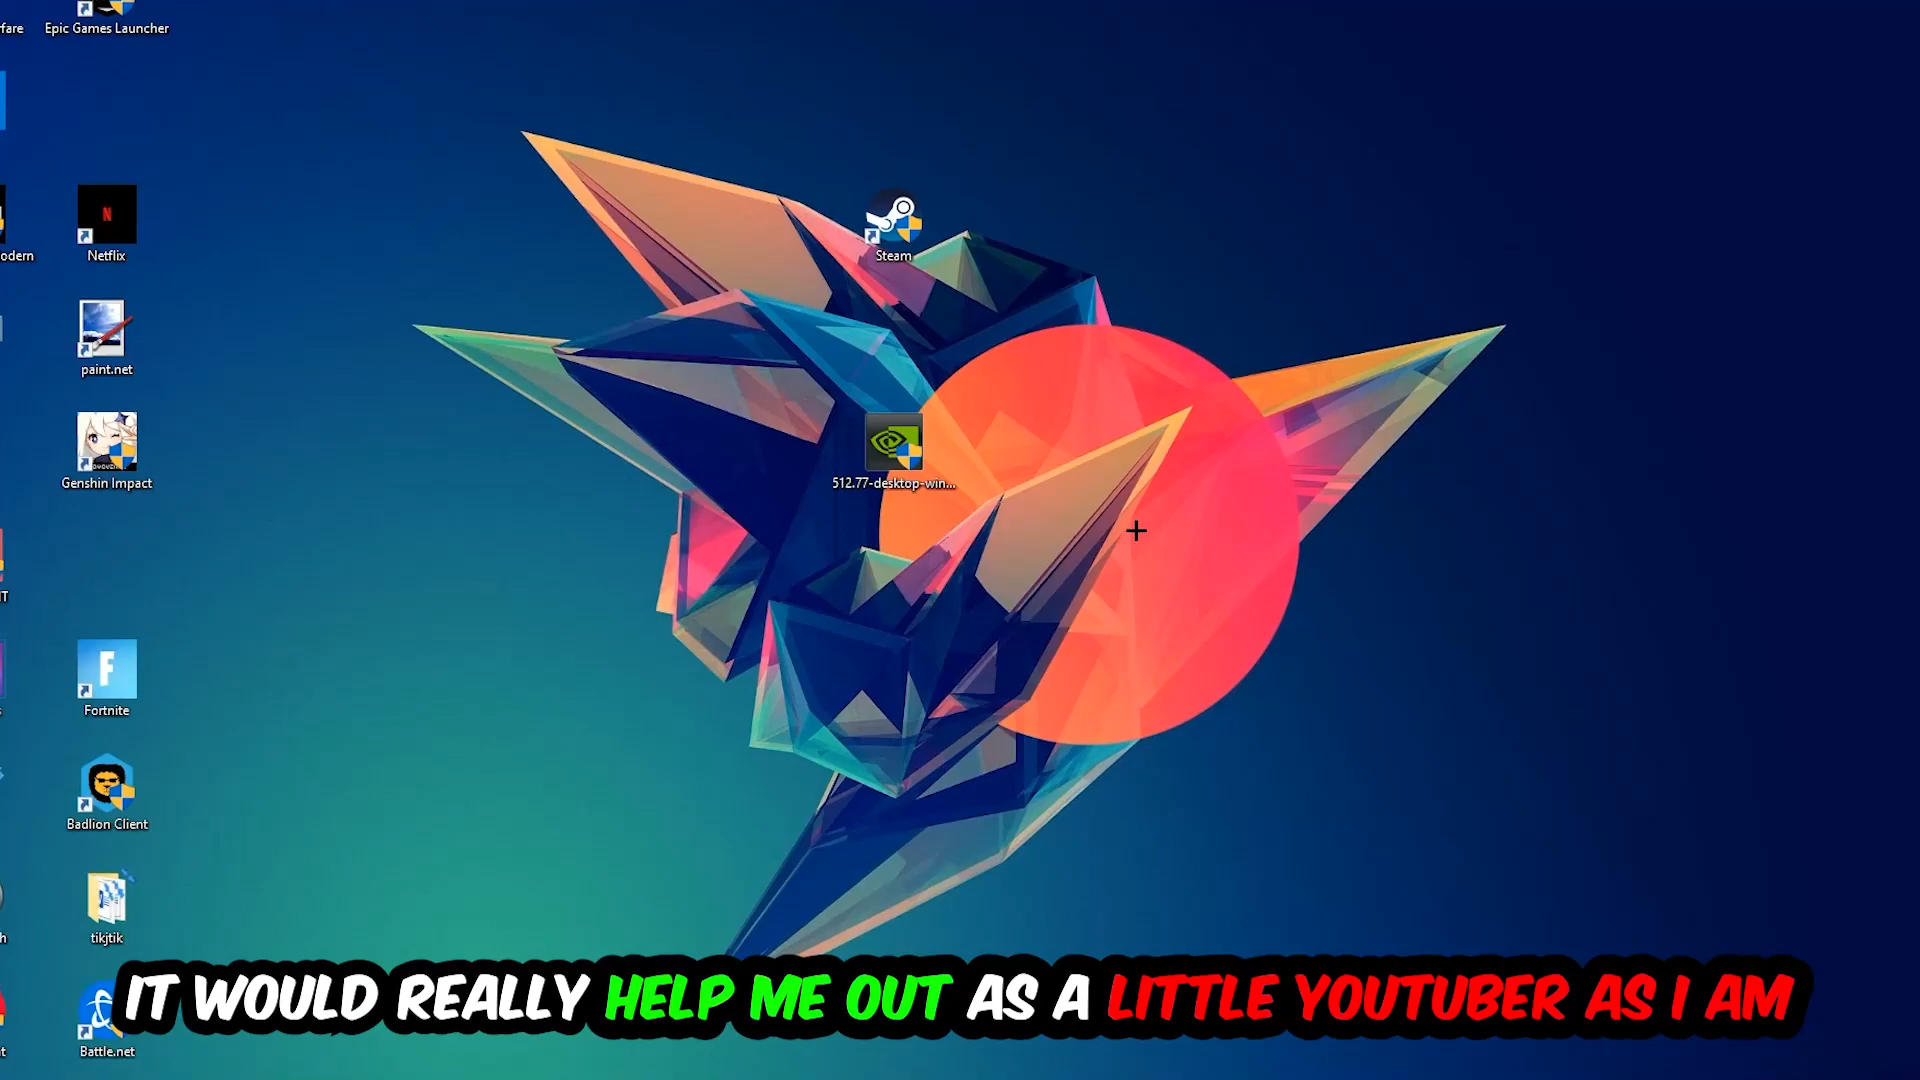 fare
Epic Games Launcher
odern
N
Netflix
Steam
paint.net
512.77-desktop-win...
Genshin Impact
T
F
Fortnite
s
Badlion Client
h
tikjtik
IT WOULD REALLY HELP ME OUT AS A LITTLE YOUTUBER AS I AM
t
Battle.net